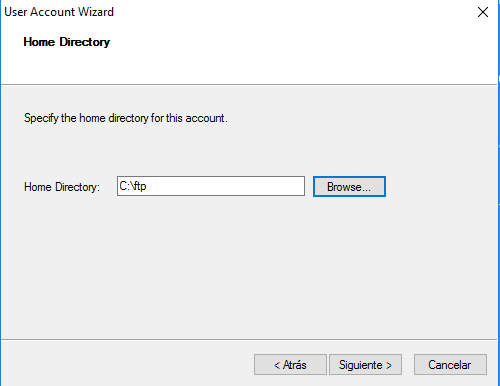 User Account Wizard
Home Directory
Specify the home directory for this account.
Home Directory: C:\ftp Browse...
< Atrás Siguiente > Cancelar